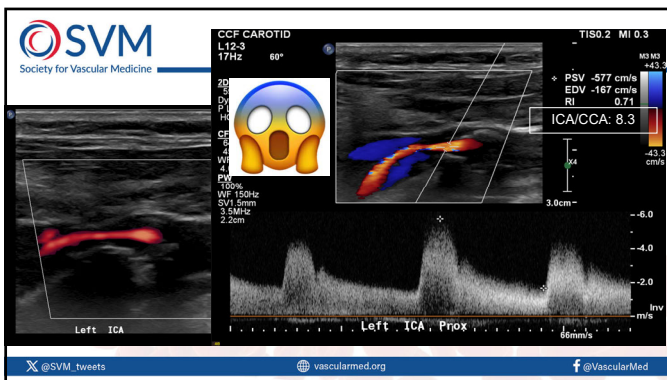 SVM
Society for Vascular Medicine
CCF CAROTID
L12-3
17Hz 60°
TIS0.2 MI 0.3
M3 M3
+43.3
-43.3
cm/s
PSV -577 cm/s
EDV -167 cm/s
RI 0.71
ICA/CCA: 8.3
2D
CF
WF
PW
100%
WF 150Hz
SV1.5mm
3.5MHz
2.2cm
X4
3.0cm
-6.0
-4.0
-2.0
Inv
m/s
Left ICA
Left ICA Prox
66mm/s
@SVM_tweets
vascularmed.org
@VascularMed